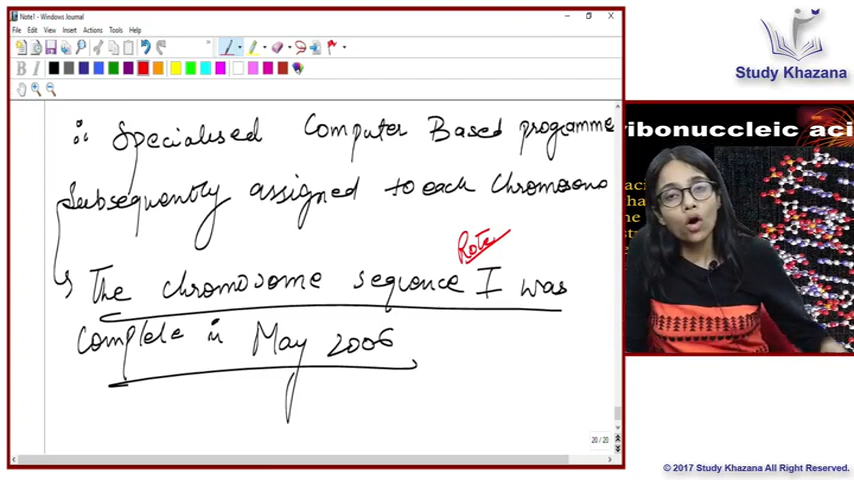 Note1 - Windows Journal
File Edit View Insert Actions Tools Help
B I
∴ Specialised Computer Based programme
Subsequently assigned to each Chromosono
Rote
The chromosome sequence I was
complete in May 2006
20 / 20
Study Khazana
ribonuccleic aci
© 2017 Study Khazana All Right Reserved.